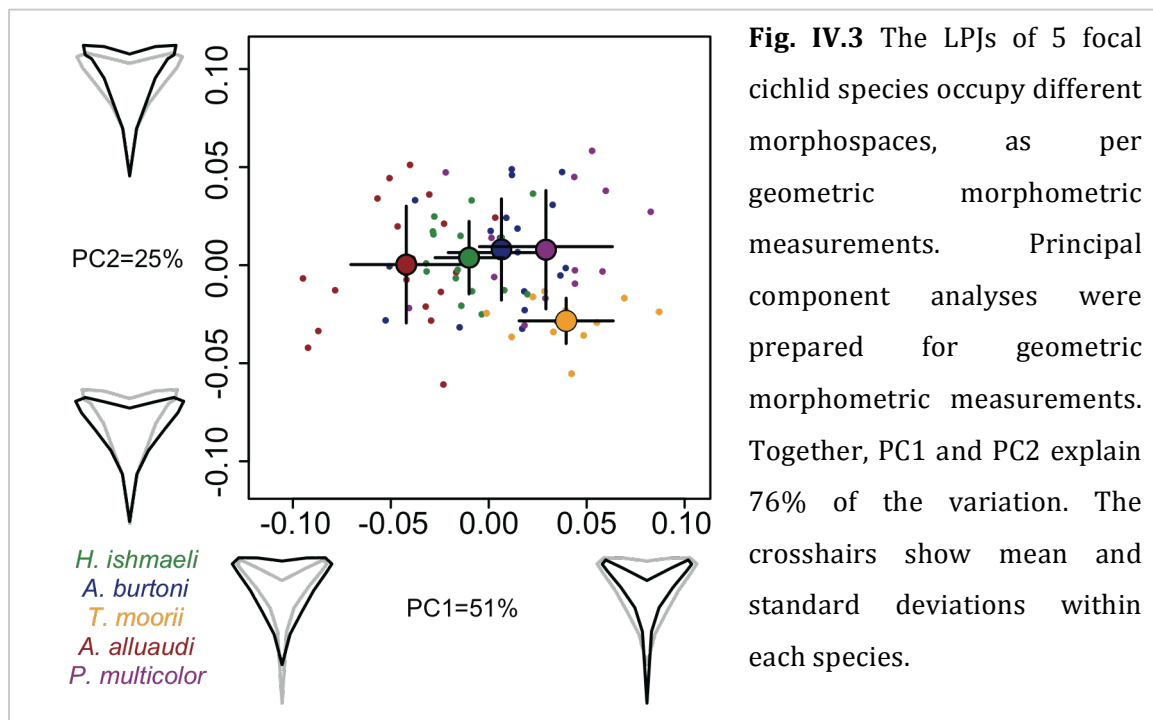 0.10
0.05
0.00
-0.05
-0.10
PC2=25%
-0.10 -0.05 0.00 0.05 0.10
PC1=51%
H. ishmaeli
A. burtoni
T. moorii
A. alluaudi
P. multicolor
Fig. IV.3 The LPJs of 5 focal
cichlid species occupy different
morphospaces, as per
geometric morphometric
measurements. Principal
component analyses were
prepared for geometric
morphometric measurements.
Together, PC1 and PC2 explain
76% of the variation. The
crosshairs show mean and
standard deviations within
each species.